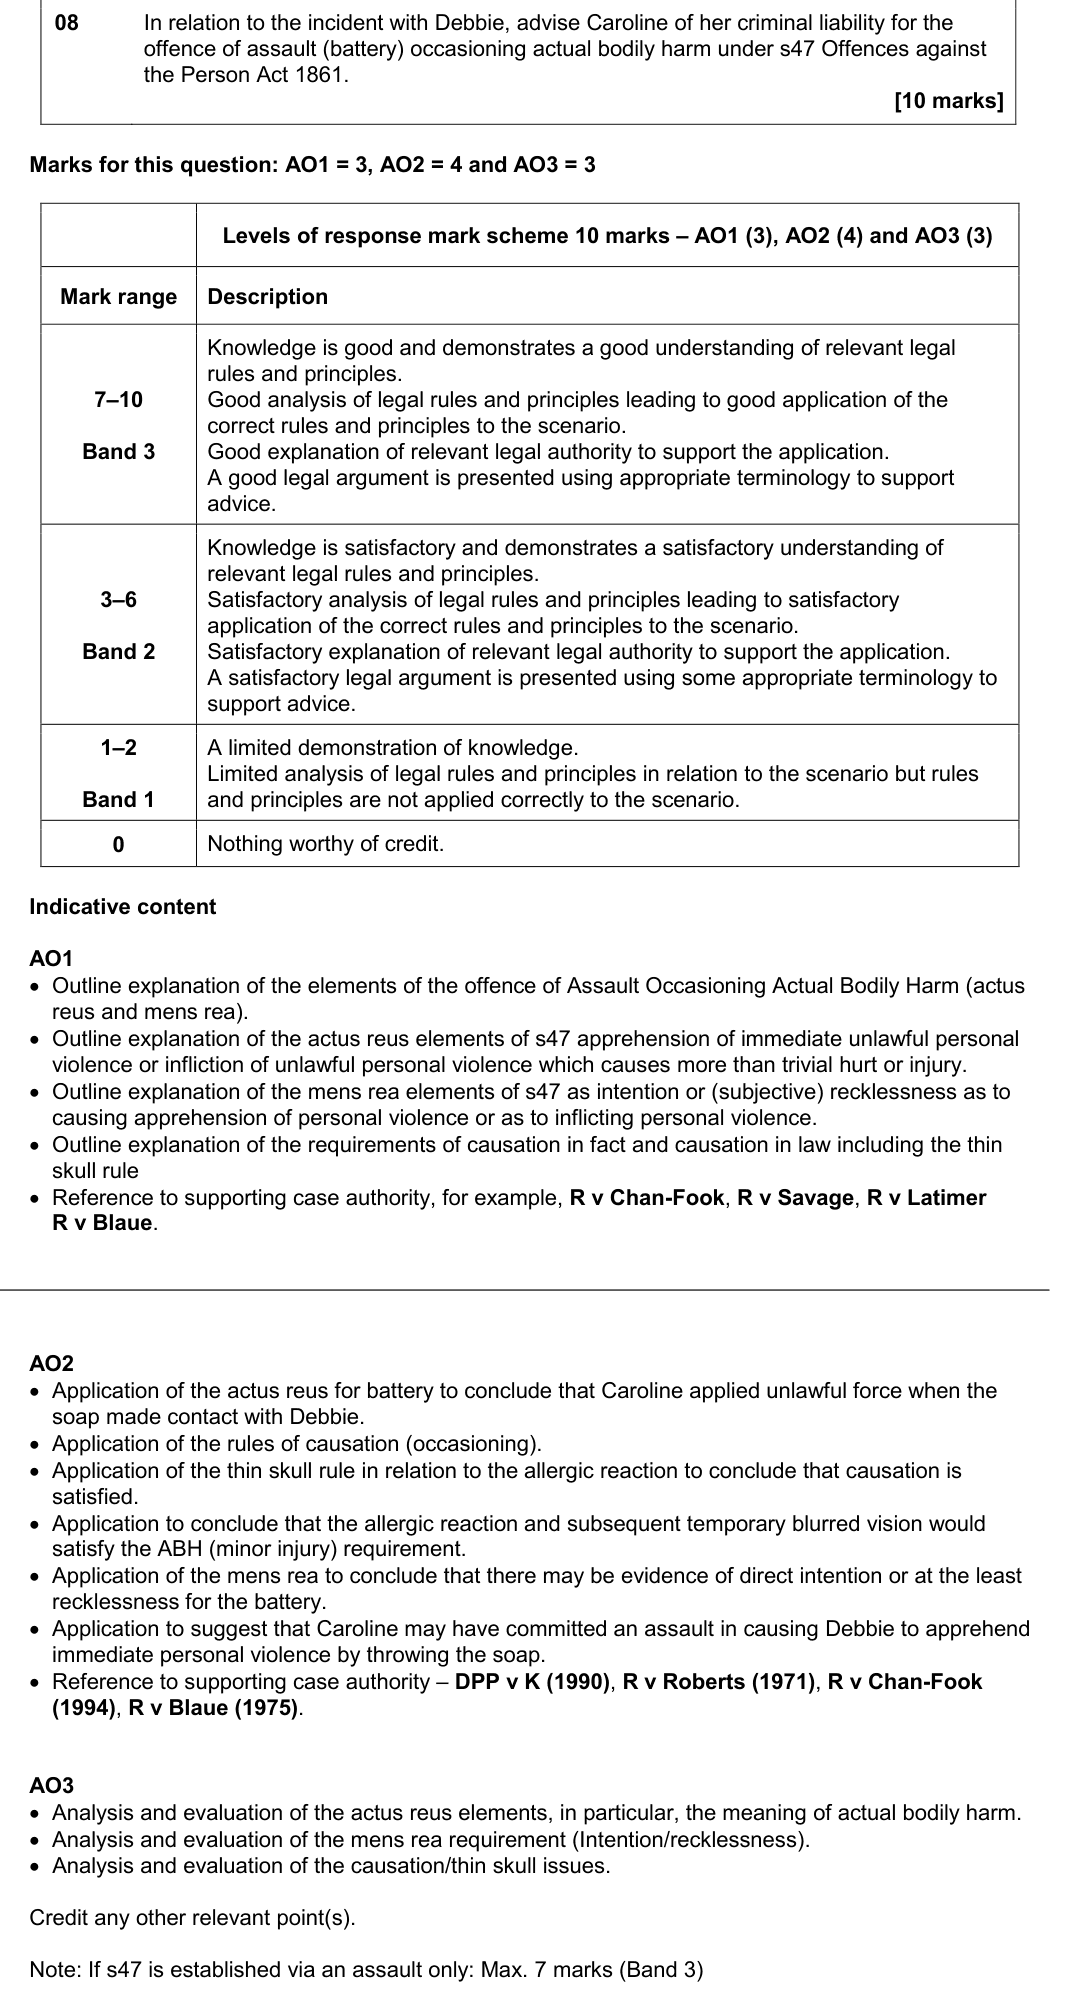 08 In relation to the incident with Debbie, advise Caroline of her criminal liability for the
offence of assault (battery) occasioning actual bodily harm under s47 Offences against
the Person Act 1861.
[10 marks]
Marks for this question: AO1 = 3, AO2 = 4 and AO3 = 3
Levels of response mark scheme 10 marks – AO1 (3), AO2 (4) and AO3 (3)
Mark range Description
7–10
Band 3
Knowledge is good and demonstrates a good understanding of relevant legal
rules and principles.
Good analysis of legal rules and principles leading to good application of the
correct rules and principles to the scenario.
Good explanation of relevant legal authority to support the application.
A good legal argument is presented using appropriate terminology to support
advice.
3–6
Band 2
Knowledge is satisfactory and demonstrates a satisfactory understanding of
relevant legal rules and principles.
Satisfactory analysis of legal rules and principles leading to satisfactory
application of the correct rules and principles to the scenario.
Satisfactory explanation of relevant legal authority to support the application.
A satisfactory legal argument is presented using some appropriate terminology to
support advice.
1–2
Band 1
A limited demonstration of knowledge.
Limited analysis of legal rules and principles in relation to the scenario but rules
and principles are not applied correctly to the scenario.
0 Nothing worthy of credit.
Indicative content
AO1
• Outline explanation of the elements of the offence of Assault Occasioning Actual Bodily Harm (actus
reus and mens rea).
• Outline explanation of the actus reus elements of s47 apprehension of immediate unlawful personal
violence or infliction of unlawful personal violence which causes more than trivial hurt or injury.
• Outline explanation of the mens rea elements of s47 as intention or (subjective) recklessness as to
causing apprehension of personal violence or as to inflicting personal violence.
• Outline explanation of the requirements of causation in fact and causation in law including the thin
skull rule
• Reference to supporting case authority, for example, R v Chan-Fook, R v Savage, R v Latimer
R v Blaue.
AO2
• Application of the actus reus for battery to conclude that Caroline applied unlawful force when the
soap made contact with Debbie.
• Application of the rules of causation (occasioning).
• Application of the thin skull rule in relation to the allergic reaction to conclude that causation is
satisfied.
• Application to conclude that the allergic reaction and subsequent temporary blurred vision would
satisfy the ABH (minor injury) requirement.
• Application of the mens rea to conclude that there may be evidence of direct intention or at the least
recklessness for the battery.
• Application to suggest that Caroline may have committed an assault in causing Debbie to apprehend
immediate personal violence by throwing the soap.
• Reference to supporting case authority – DPP v K (1990), R v Roberts (1971), R v Chan-Fook
(1994), R v Blaue (1975).
AO3
• Analysis and evaluation of the actus reus elements, in particular, the meaning of actual bodily harm.
• Analysis and evaluation of the mens rea requirement (Intention/recklessness).
• Analysis and evaluation of the causation/thin skull issues.
Credit any other relevant point(s).
Note: If s47 is established via an assault only: Max. 7 marks (Band 3)